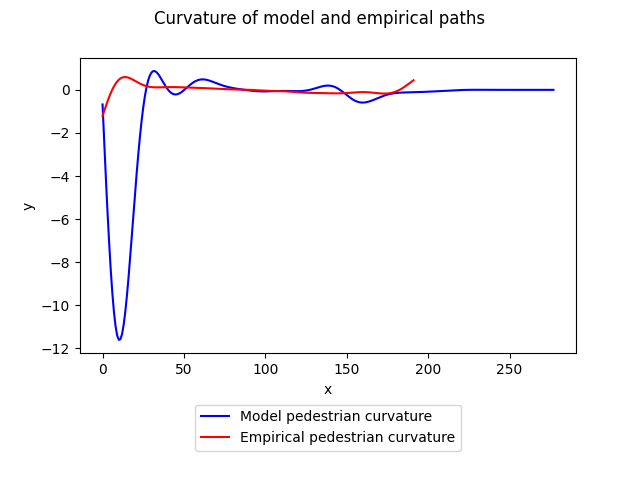 Curvature of model and empirical paths
0
−2
−4
−6
−8
−10
−12
y
0 50 100 150 200 250
x
Model pedestrian curvature
Empirical pedestrian curvature